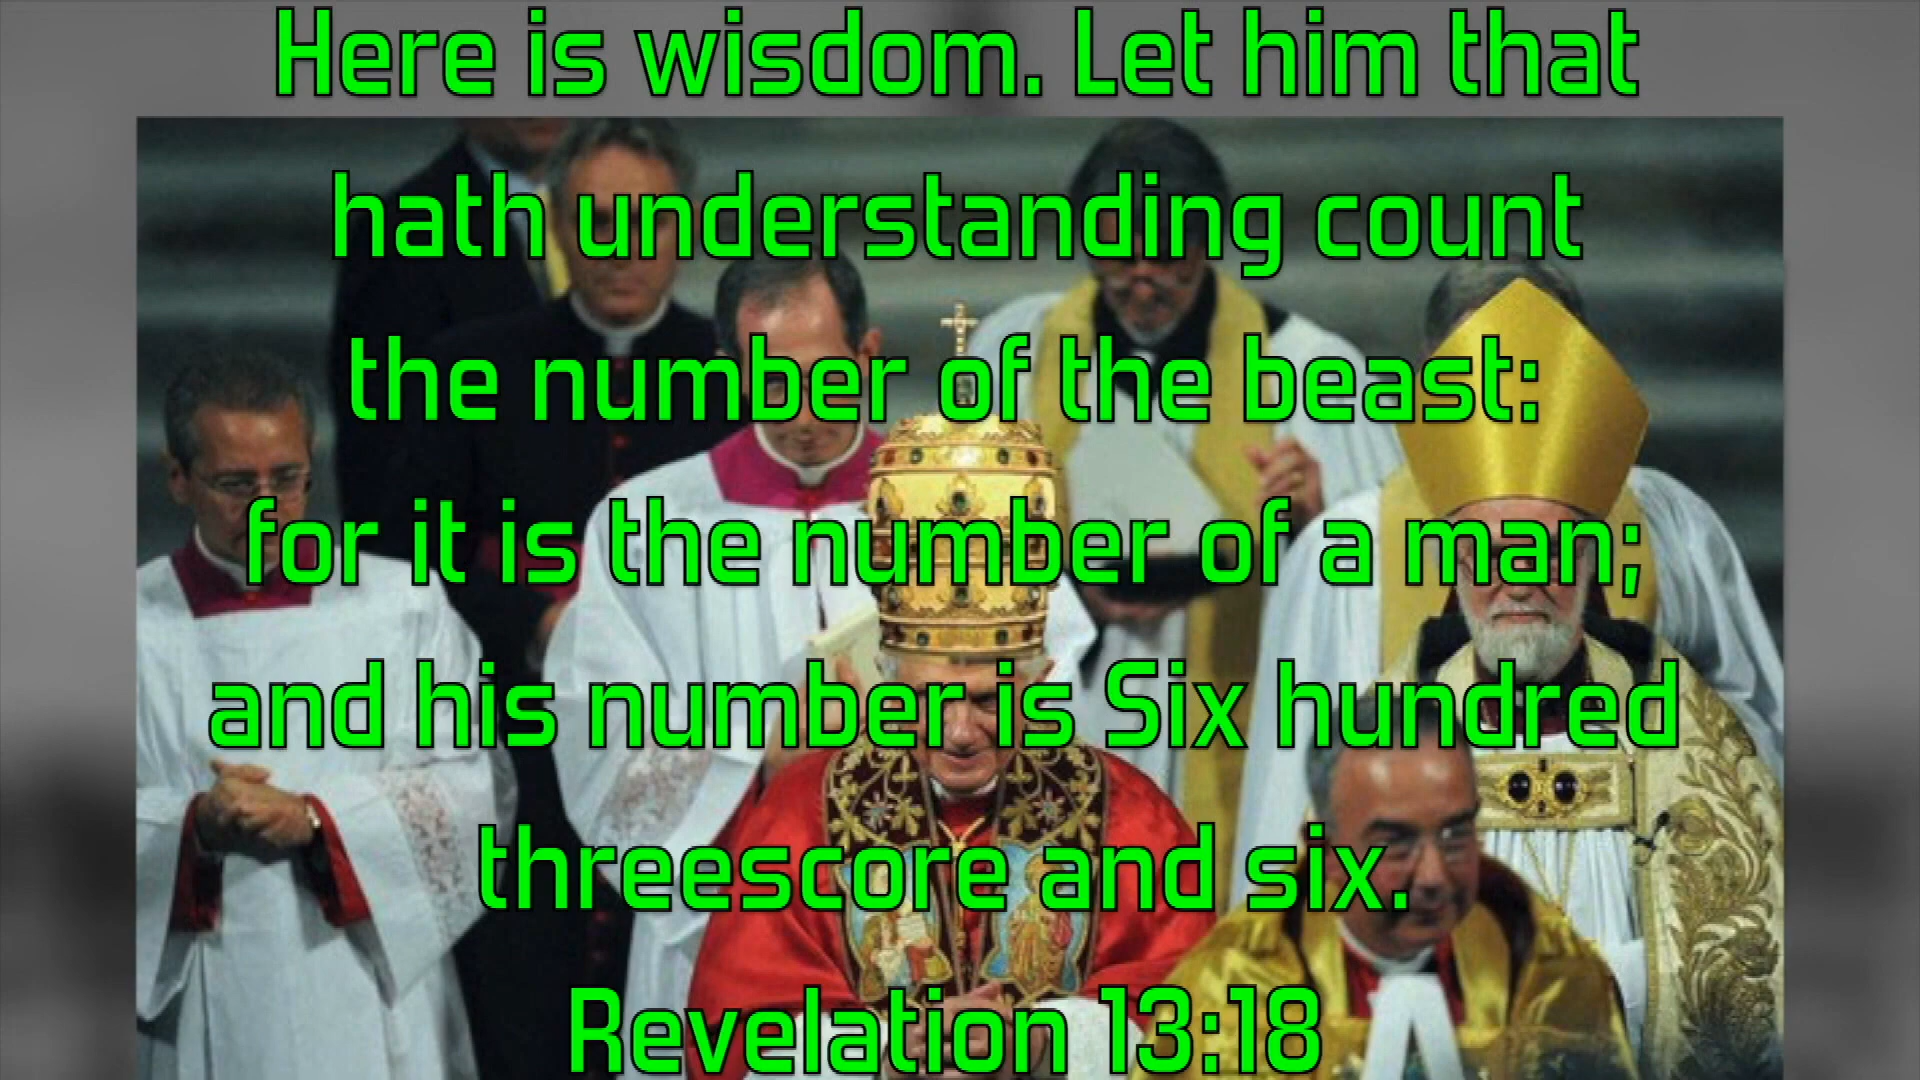 Here is wisdom. Let him that
hath understanding count
the number of the beast:
for it is the number of a man;
and his number is Six hundred
threescore and six.
Revelation 13:18